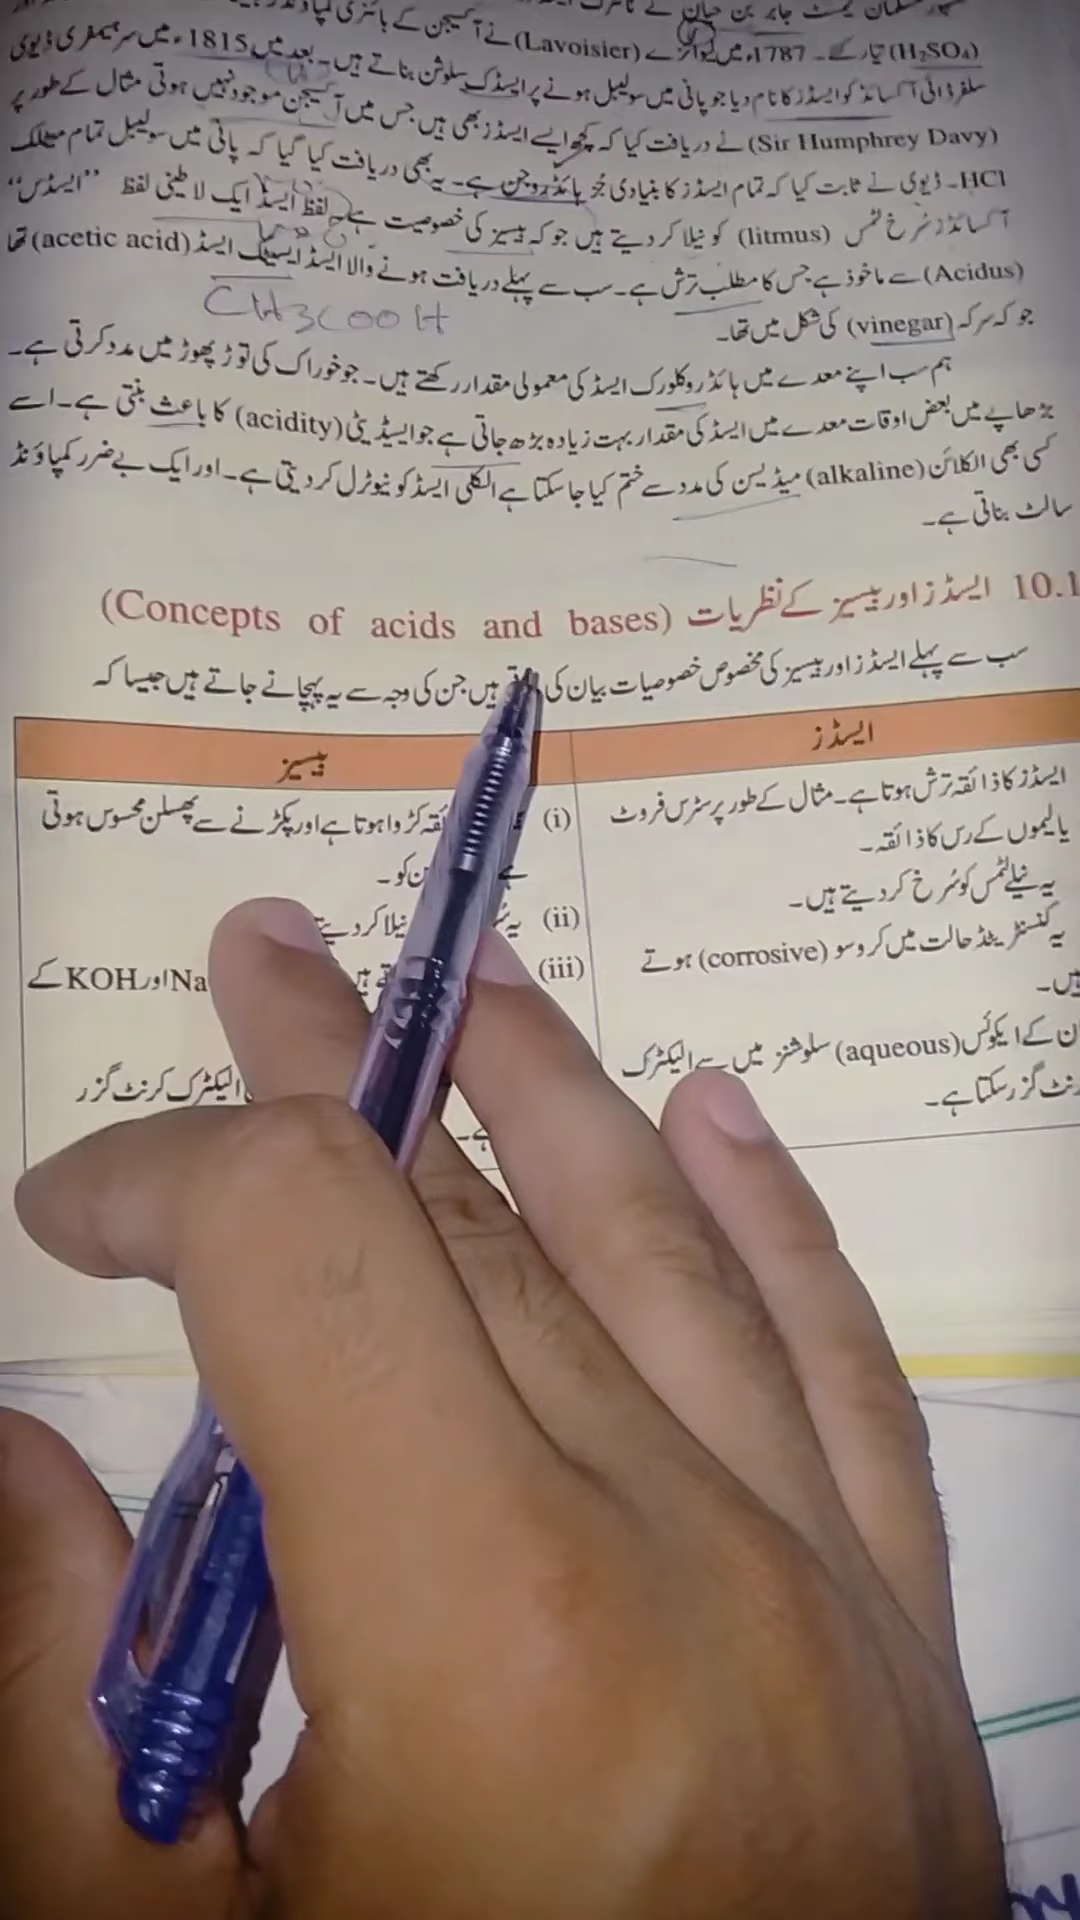 (H₂SO₄) تیار کیے۔ 1787ء میں لیوائزے (Lavoisier) نے آکسیجن کے بائنری کمپاؤنڈز
سلفر ڈائی آکسائڈ کو ایسڈز کا نام دیا جو پانی میں سولیبل ہونے پر ایسڈک سلوشن بناتے ہیں۔ بعد میں 1815ء میں سر ہمفری ڈیوی
(Sir Humphrey Davy) نے دریافت کیا کہ کچھ ایسے ایسڈز بھی ہیں جس میں آکسیجن موجود نہیں ہوتی مثال کے طور پر
HCl۔ ڈیوی نے ثابت کیا کہ تمام ایسڈز کا بنیادی جُز ہائڈروجن ہے۔ یہ بھی دریافت کیا گیا کہ پانی میں سولیبل تمام میٹلک
آکسائڈز سُرخ لٹمس (litmus) کو نیلا کر دیتے ہیں جو کہ بیسیز کی خصوصیت ہے۔ لفظ ایسڈ ایک لاطینی لفظ ”ایسڈس“
(Acidus) سے ماخوذ ہے جس کا مطلب ترش ہے۔ سب سے پہلے دریافت ہونے والا ایسڈ ایسیٹک ایسڈ (acetic acid) تھا
جو کہ سرکہ (vinegar) کی شکل میں تھا۔
CH3COOH
ہم سب اپنے معدے میں ہائڈروکلورک ایسڈ کی معمولی مقدار رکھتے ہیں۔ جو خوراک کی توڑ پھوڑ میں مدد کرتی ہے۔
بڑھاپے میں بعض اوقات معدے میں ایسڈ کی مقدار بہت زیادہ بڑھ جاتی ہے جو ایسڈیٹی (acidity) کا باعث بنتی ہے۔ اسے
کسی بھی الکلائن (alkaline) میڈیسن کی مدد سے ختم کیا جا سکتا ہے الکلی ایسڈ کو نیوٹرل کر دیتی ہے۔ اور ایک بے ضرر کمپاؤنڈ
سالٹ بناتی ہے۔
10.1 ایسڈز اور بیسیز کے نظریات (Concepts of acids and bases)
سب سے پہلے ایسڈز اور بیسیز کی مخصوص خصوصیات بیان کی ہیں جن کی وجہ سے یہ پہچانے جاتے ہیں جیسا کہ
ایسڈز
ایسڈز کا ذائقہ ترش ہوتا ہے۔ مثال کے طور پر سٹرس فروٹ
یا لیموں کے رس کا ذائقہ۔
یہ نیلے لٹمس کو سُرخ کر دیتے ہیں۔
یہ کنسنٹریٹڈ حالت میں کروسو (corrosive) ہوتے
ہیں۔
ان کے ایکوئس (aqueous) سلوشنز میں سے الیکٹرک
کرنٹ گزر سکتا ہے۔
بیسیز
(i) ذائقہ کڑوا ہوتا ہے اور پکڑنے سے پھسلن محسوس ہوتی
ہے کو۔
(ii) یہ نیلا کر دیتے
(iii) Na اور KOH کے
الیکٹرک کرنٹ گزر
ہے۔